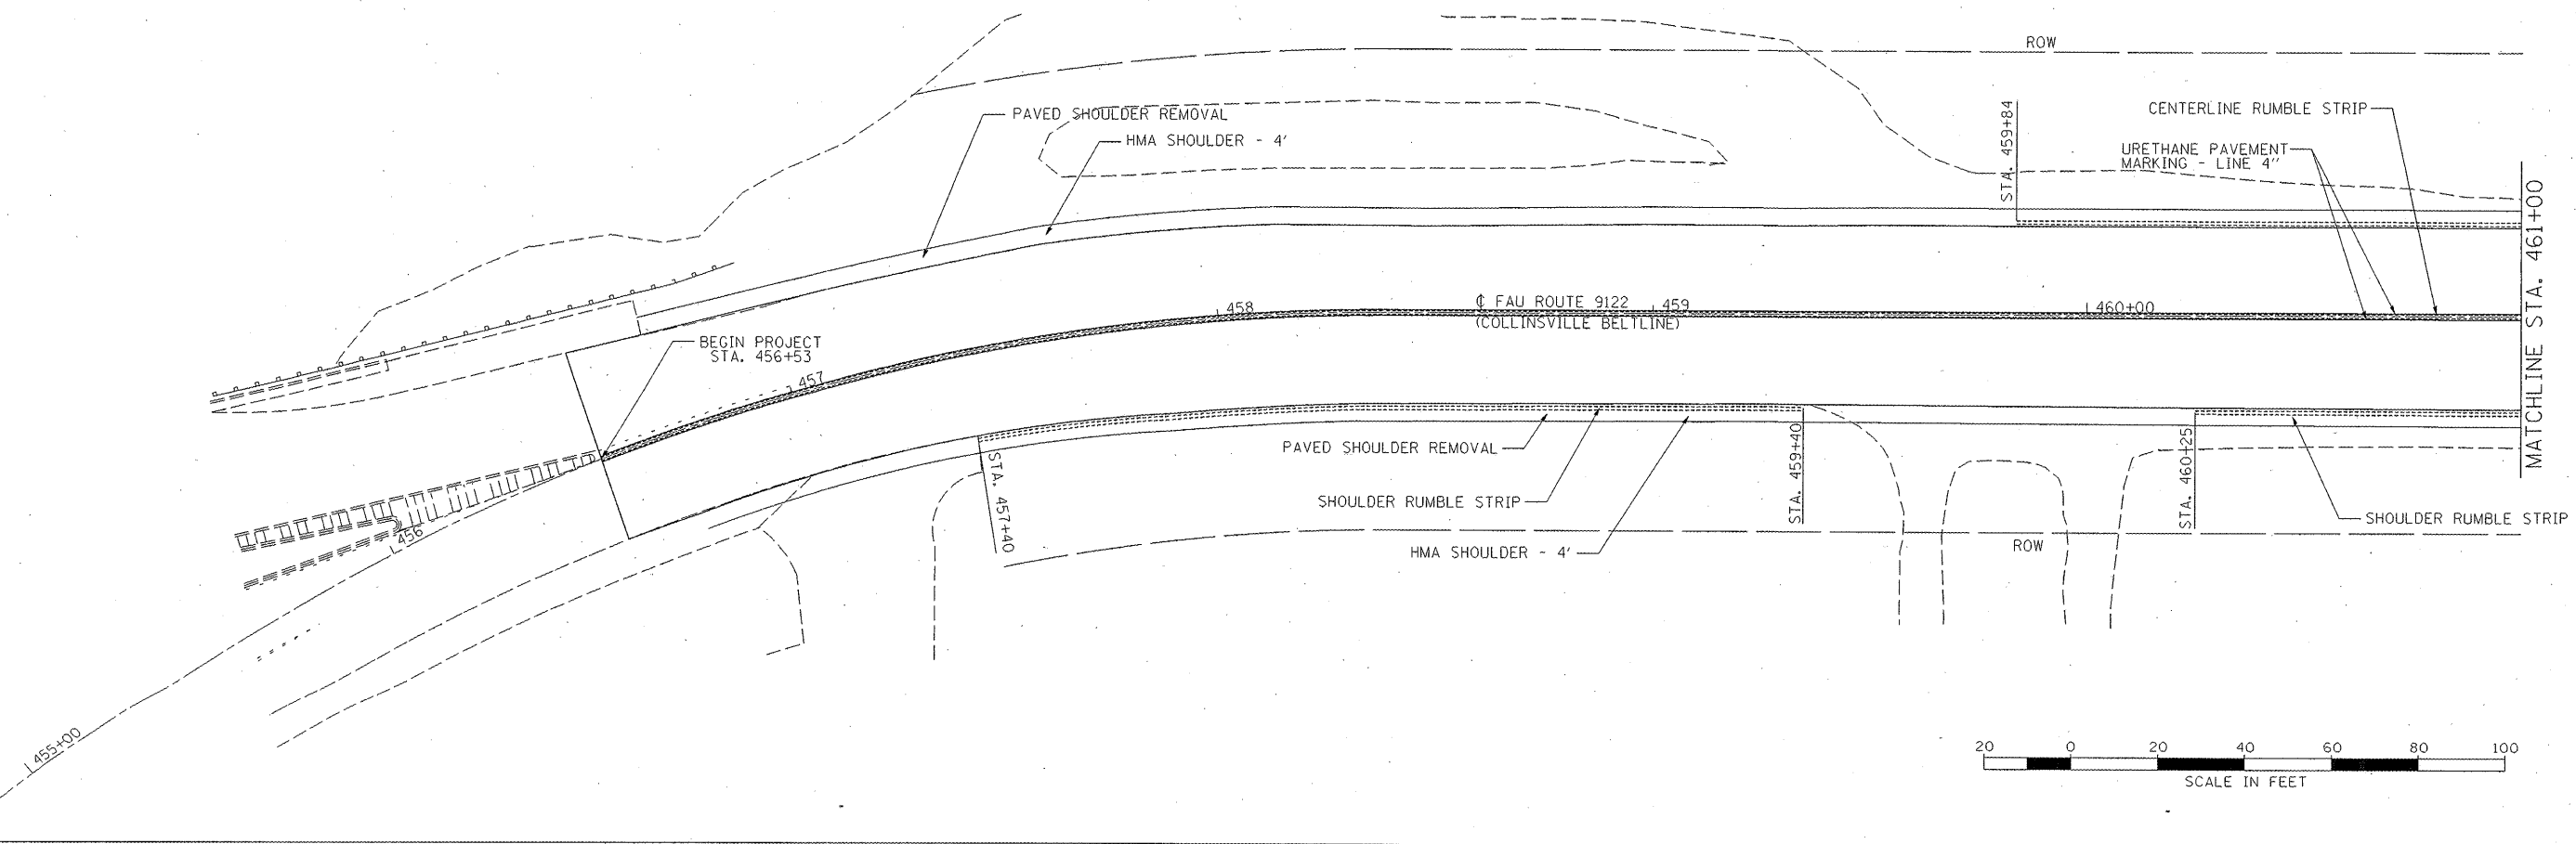 ROW
PAVED SHOULDER REMOVAL
HMA SHOULDER - 4'
STA. 459+84
CENTERLINE RUMBLE STRIP
URETHANE PAVEMENT
MARKING - LINE 4"
MATCHLINE STA. 461+00
BEGIN PROJECT
STA. 456+53
455+00
456
457
458
℄ FAU ROUTE 9122
(COLLINSVILLE BELTLINE)
459
460+00
STA. 457+40
PAVED SHOULDER REMOVAL
SHOULDER RUMBLE STRIP
HMA SHOULDER - 4'
STA. 459+40
STA. 460+25
SHOULDER RUMBLE STRIP
ROW
20 0 20 40 60 80 100
SCALE IN FEET